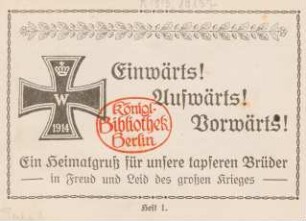 Einwärts!
Aufwärts!
Vorwärts!
W
1914
Königl.
Bibliothek
Berlin
Ein Heimatgruß für unsere tapferen Brüder
in Freud und Leid des großen Krieges
Heft 1.